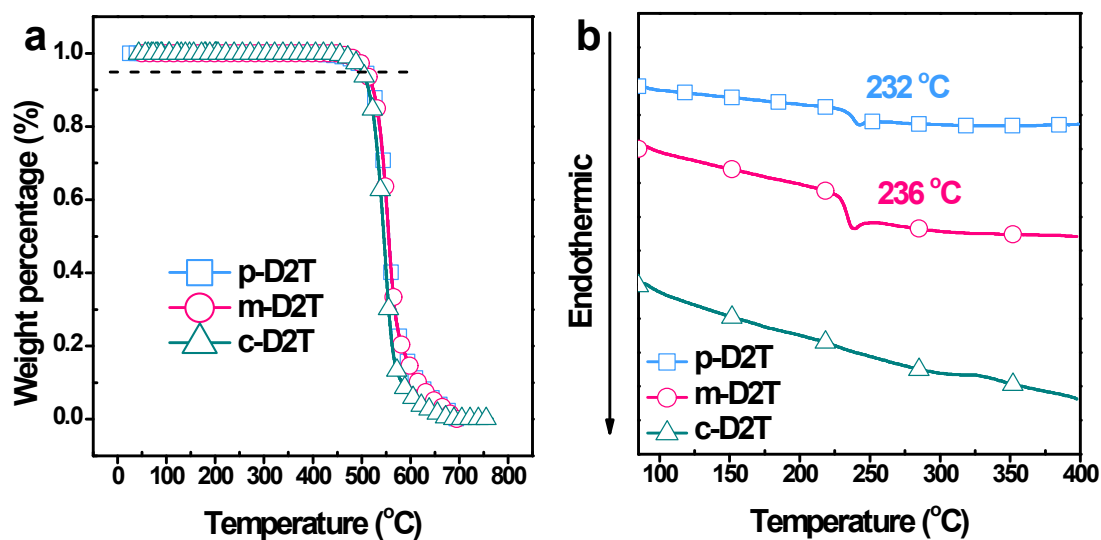 a
Weight percentage (%)
1.0
0.8
0.6
0.4
0.2
0.0
p-D2T
m-D2T
c-D2T
0 100 200 300 400 500 600 700 800
Temperature (°C)
b
Endothermic
232 °C
236 °C
p-D2T
m-D2T
c-D2T
100 150 200 250 300 350 400
Temperature (°C)